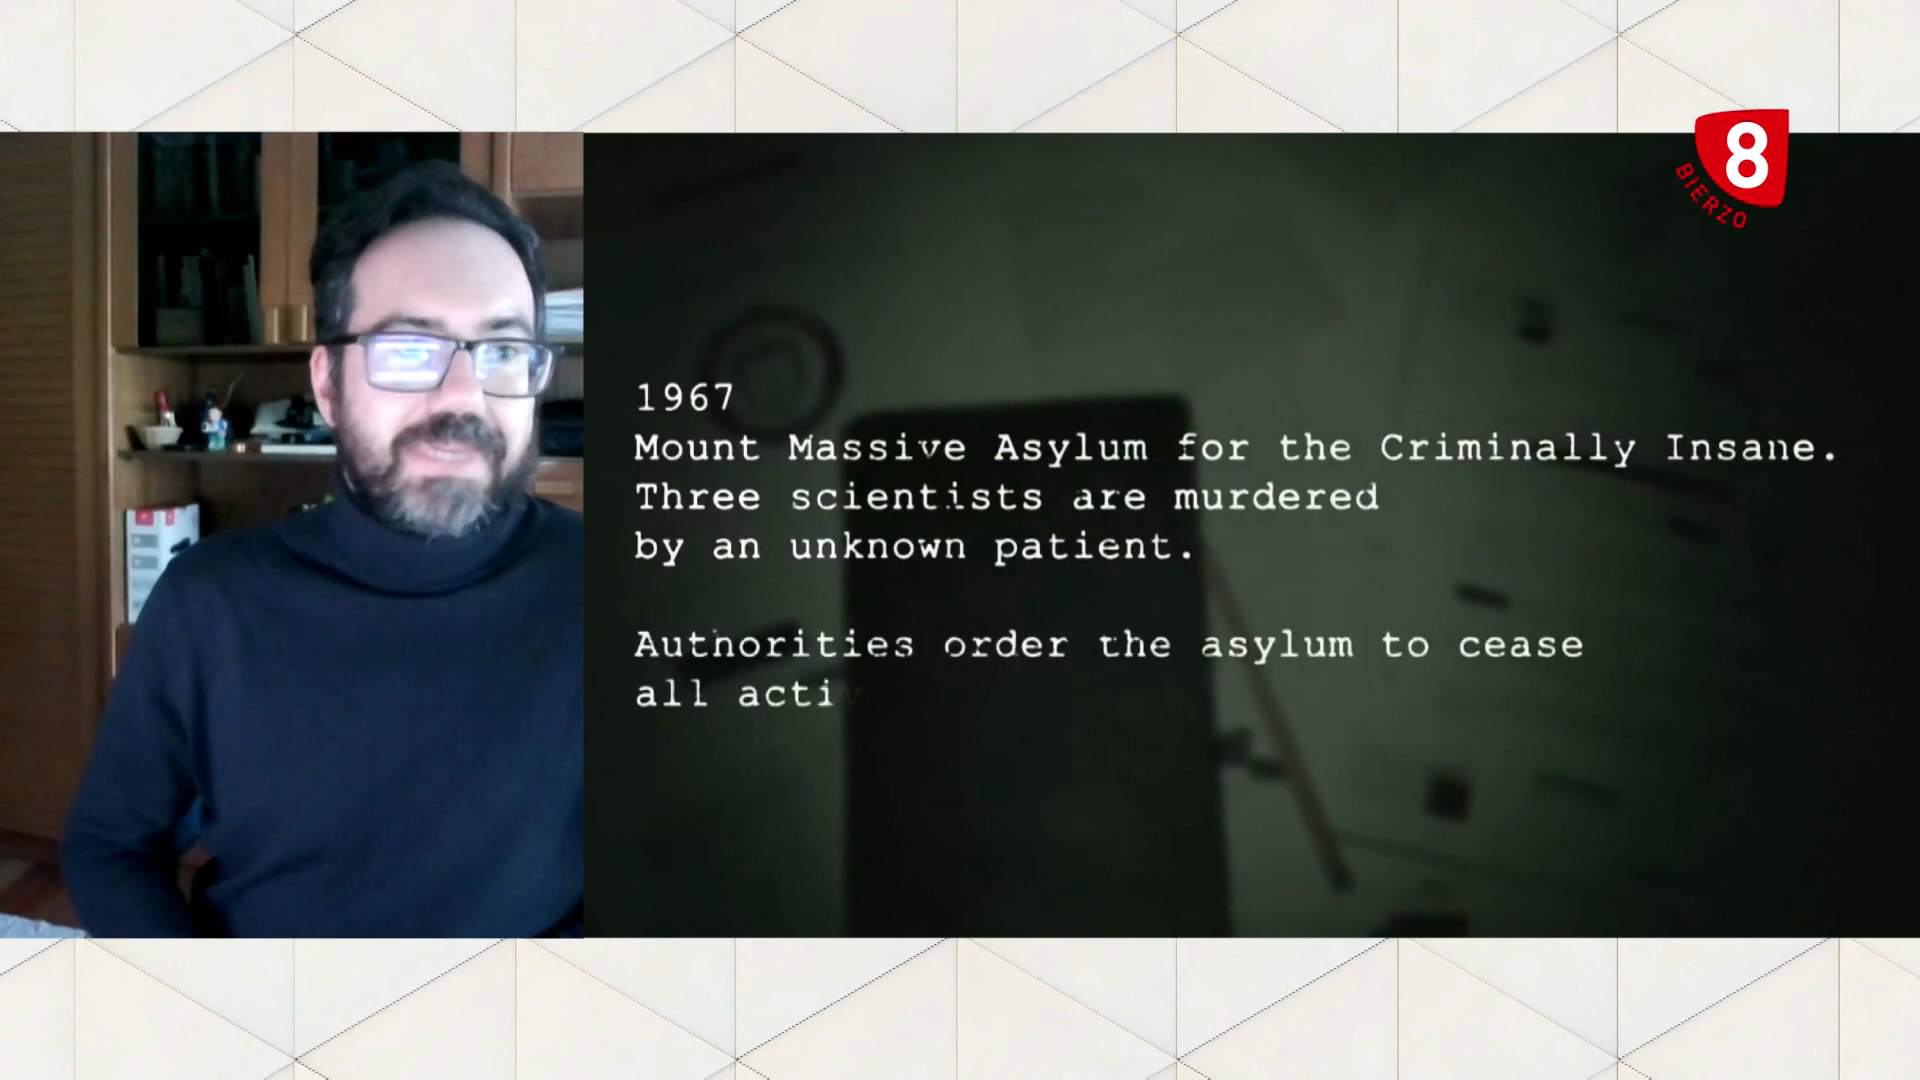 8
BIERZO
1967
Mount Massive Asylum for the Criminally Insane.
Three scientists are murdered
by an unknown patient.
Authorities order the asylum to cease
all activ